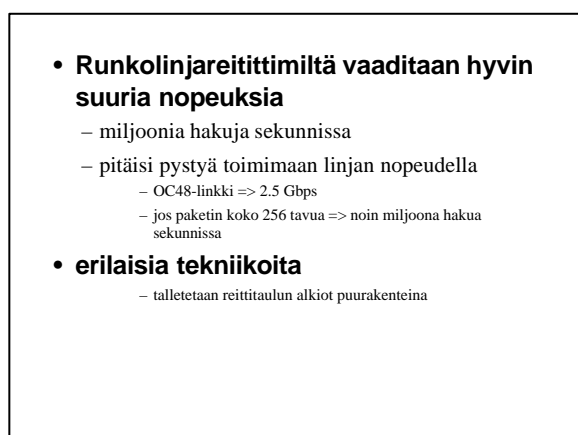 • Runkolinjareitittimiltä vaaditaan hyvin
suuria nopeuksia
– miljoonia hakuja sekunnissa
– pitäisi pystyä toimimaan linjan nopeudella
– OC48-linkki => 2.5 Gbps
– jos paketin koko 256 tavua => noin miljoona hakua
sekunnissa
• erilaisia tekniikoita
– talletetaan reittitaulun alkiot puurakenteina